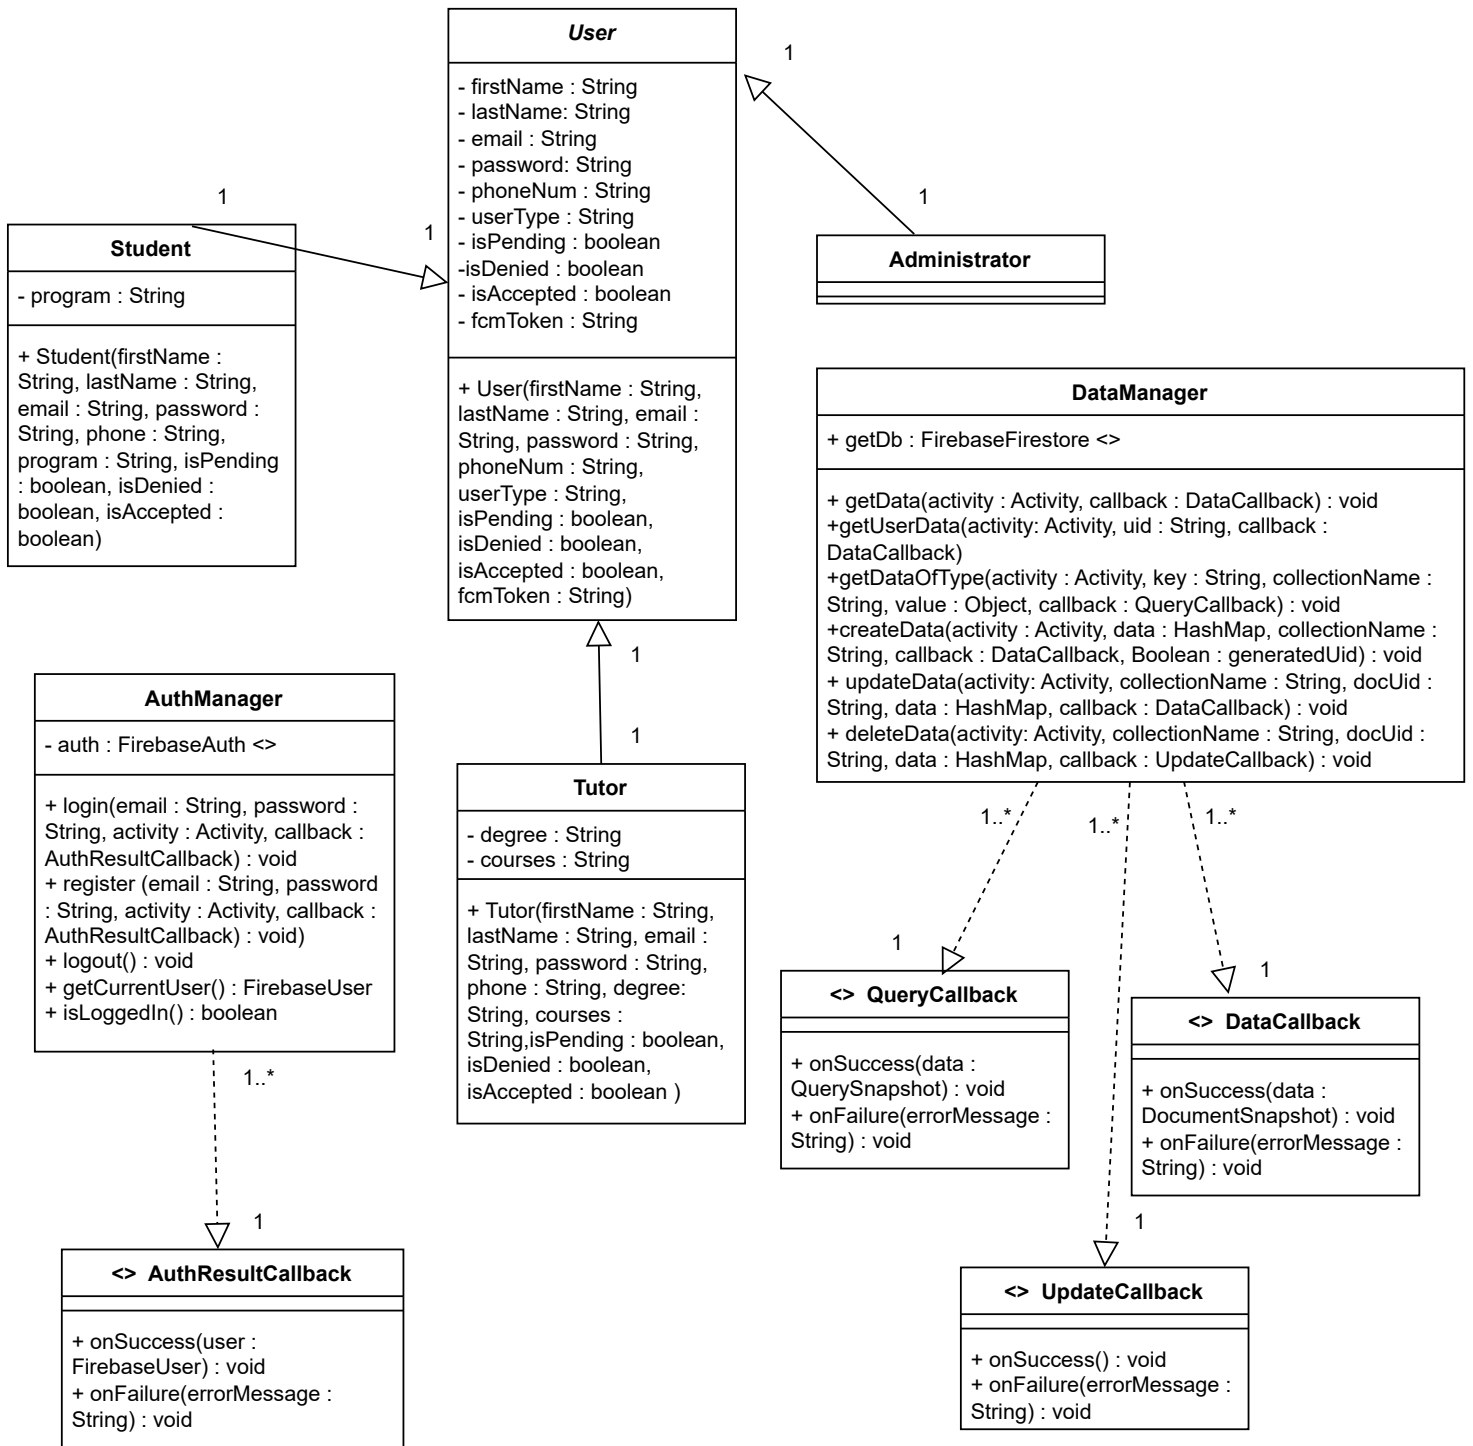 User
- firstName : String
- lastName: String
- email : String
- password: String
- phoneNum : String
- userType : String
- isPending : boolean
-isDenied : boolean
- isAccepted : boolean
- fcmToken : String
+ User(firstName : String,
lastName : String, email :
String, password : String,
phoneNum : String,
userType : String,
isPending : boolean,
isDenied : boolean,
isAccepted : boolean,
fcmToken : String)
1
1
1
1
Student
- program : String
+ Student(firstName :
String, lastName : String,
email : String, password :
String, phone : String,
program : String, isPending
: boolean, isDenied :
boolean, isAccepted :
boolean)
Administrator
DataManager
+ getDb : FirebaseFirestore <>
+ getData(activity : Activity, callback : DataCallback) : void
+getUserData(activity: Activity, uid : String, callback :
DataCallback)
+getDataOfType(activity : Activity, key : String, collectionName :
String, value : Object, callback : QueryCallback) : void
+createData(activity : Activity, data : HashMap, collectionName :
String, callback : DataCallback, Boolean : generatedUid) : void
+ updateData(activity: Activity, collectionName : String, docUid :
String, data : HashMap, callback : DataCallback) : void
+ deleteData(activity: Activity, collectionName : String, docUid :
String, data : HashMap, callback : UpdateCallback) : void
1
1
AuthManager
- auth : FirebaseAuth <>
+ login(email : String, password :
String, activity : Activity, callback :
AuthResultCallback) : void
+ register (email : String, password
: String, activity : Activity, callback :
AuthResultCallback) : void)
+ logout() : void
+ getCurrentUser() : FirebaseUser
+ isLoggedIn() : boolean
Tutor
- degree : String
- courses : String
+ Tutor(firstName : String,
lastName : String, email :
String, password : String,
phone : String, degree:
String, courses :
String,isPending : boolean,
isDenied : boolean,
isAccepted : boolean )
1..*
1..*
1..*
1
1
<> QueryCallback
+ onSuccess(data :
QuerySnapshot) : void
+ onFailure(errorMessage :
String) : void
<> DataCallback
+ onSuccess(data :
DocumentSnapshot) : void
+ onFailure(errorMessage :
String) : void
1..*
1
1
<> AuthResultCallback
+ onSuccess(user :
FirebaseUser) : void
+ onFailure(errorMessage :
String) : void
<> UpdateCallback
+ onSuccess() : void
+ onFailure(errorMessage :
String) : void